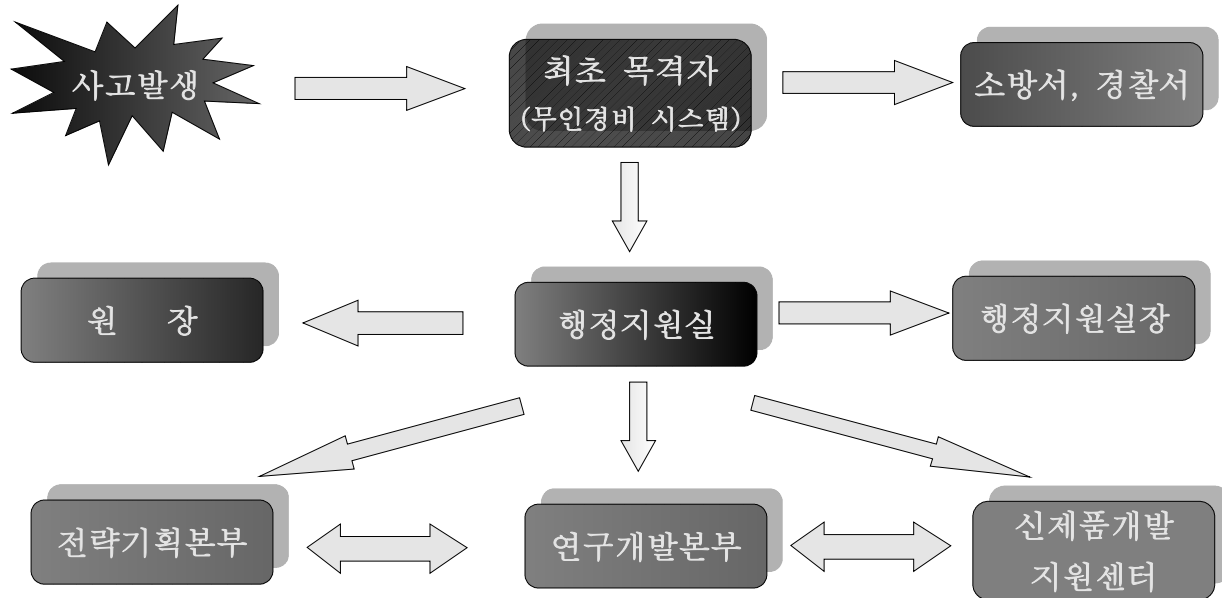 사고발생
최초 목격자
(무인경비 시스템)
소방서, 경찰서
원 장
행정지원실
행정지원실장
전략기획본부
연구개발본부
신제품개발
지원센터